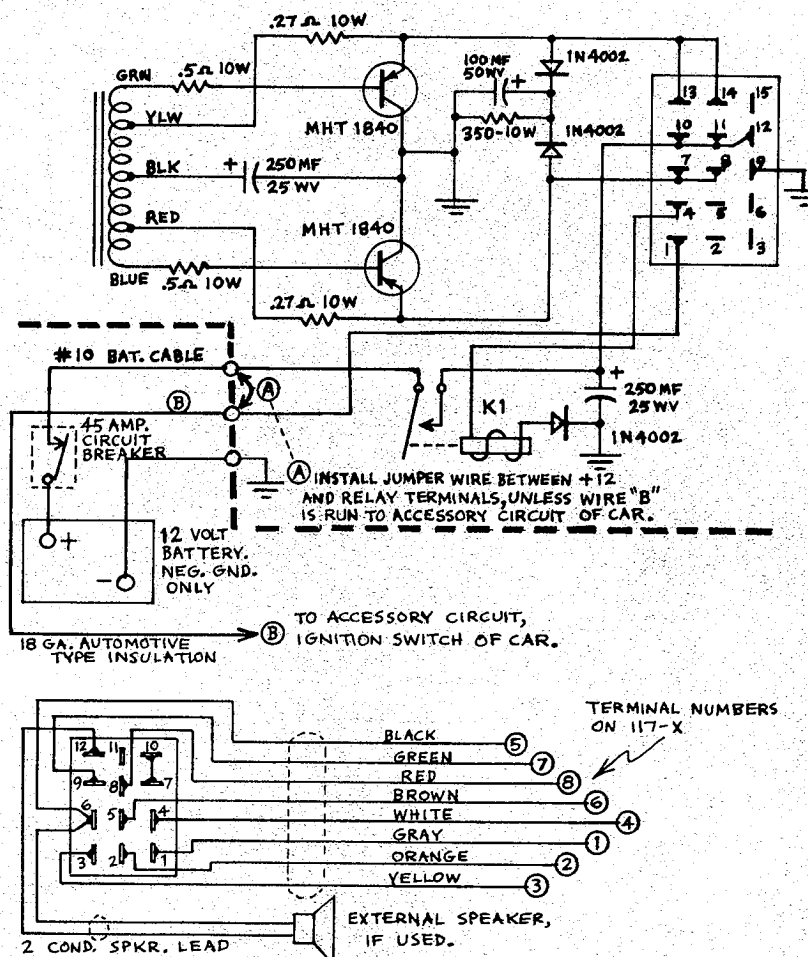 .27Ω 10W
GRN
.5Ω 10W
YLW
BLK
+
250MF
25 WV
RED
BLUE
.5Ω 10W
.27Ω 10W
MHT 1840
MHT 1840
100MF
50WV
+
350-10W
1N4002
1N4002
13
14
15
10
11
12
7
8
9
4
5
6
1
2
3
#10 BAT. CABLE
B
A
45 AMP.
CIRCUIT
BREAKER
K1
+
250MF
25WV
1N4002
A INSTALL JUMPER WIRE BETWEEN +12
AND RELAY TERMINALS, UNLESS WIRE "B"
IS RUN TO ACCESSORY CIRCUIT OF CAR.
+
-
12 VOLT
BATTERY.
NEG. GND.
ONLY
18 GA. AUTOMOTIVE
TYPE INSULATION
B
TO ACCESSORY CIRCUIT,
IGNITION SWITCH OF CAR.
TERMINAL NUMBERS
ON 117-X
12
11
10
9
8
7
6
5
4
3
2
1
BLACK 5
GREEN 7
RED 8
BROWN 6
WHITE 4
GRAY 1
ORANGE 2
YELLOW 3
2 COND. SPKR. LEAD
EXTERNAL SPEAKER,
IF USED.